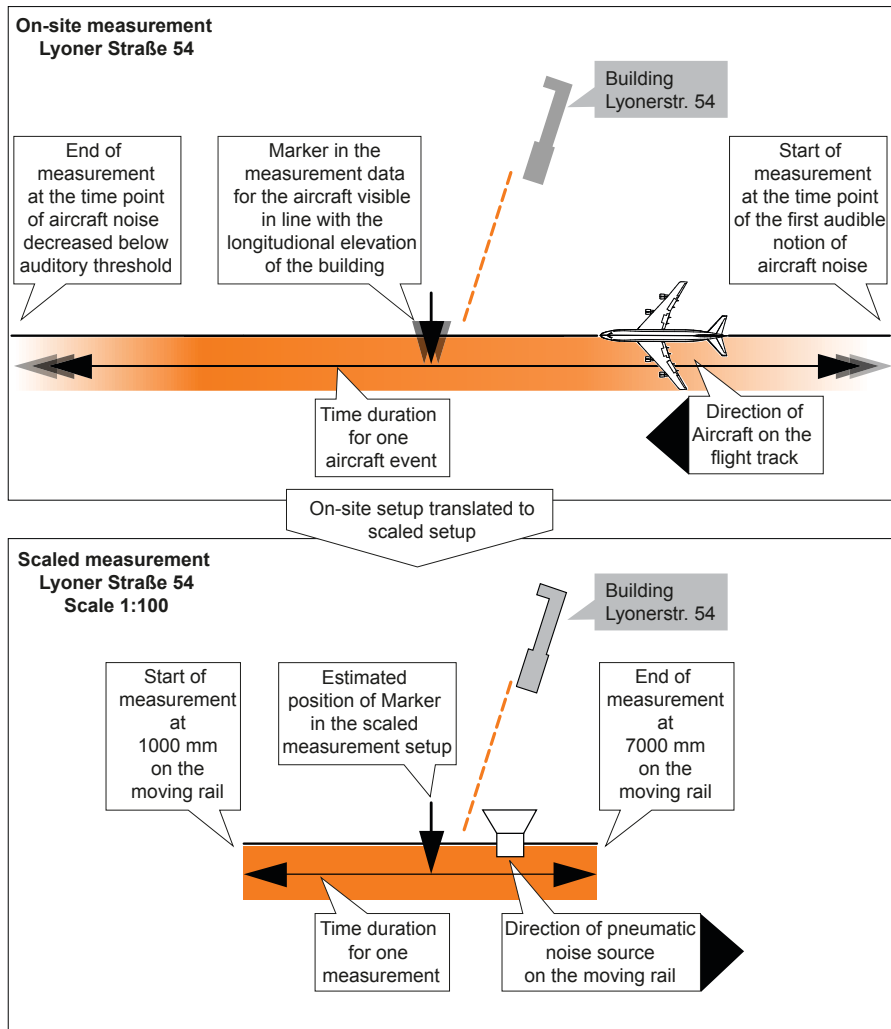 On-site measurement
Lyoner Straße 54
Building
Lyonerstr. 54
End of
measurement
at the time point
of aircraft noise
decreased below
auditory threshold
Marker in the
measurement data
for the aircraft visible
in line with the
longitudional elevation
of the building
Start of
measurement
at the time point
of the first audible
notion of
aircraft noise
Time duration
for one
aircraft event
Direction of
Aircraft on the
flight track
On-site setup translated to
scaled setup
Scaled measurement
Lyoner Straße 54
Scale 1:100
Building
Lyonerstr. 54
Start of
measurement
at
1000 mm
on the
moving rail
Estimated
position of Marker
in the scaled
measurement setup
End of
measurement
at
7000 mm
on the
moving rail
Time duration
for one
measurement
Direction of pneumatic
noise source
on the moving rail